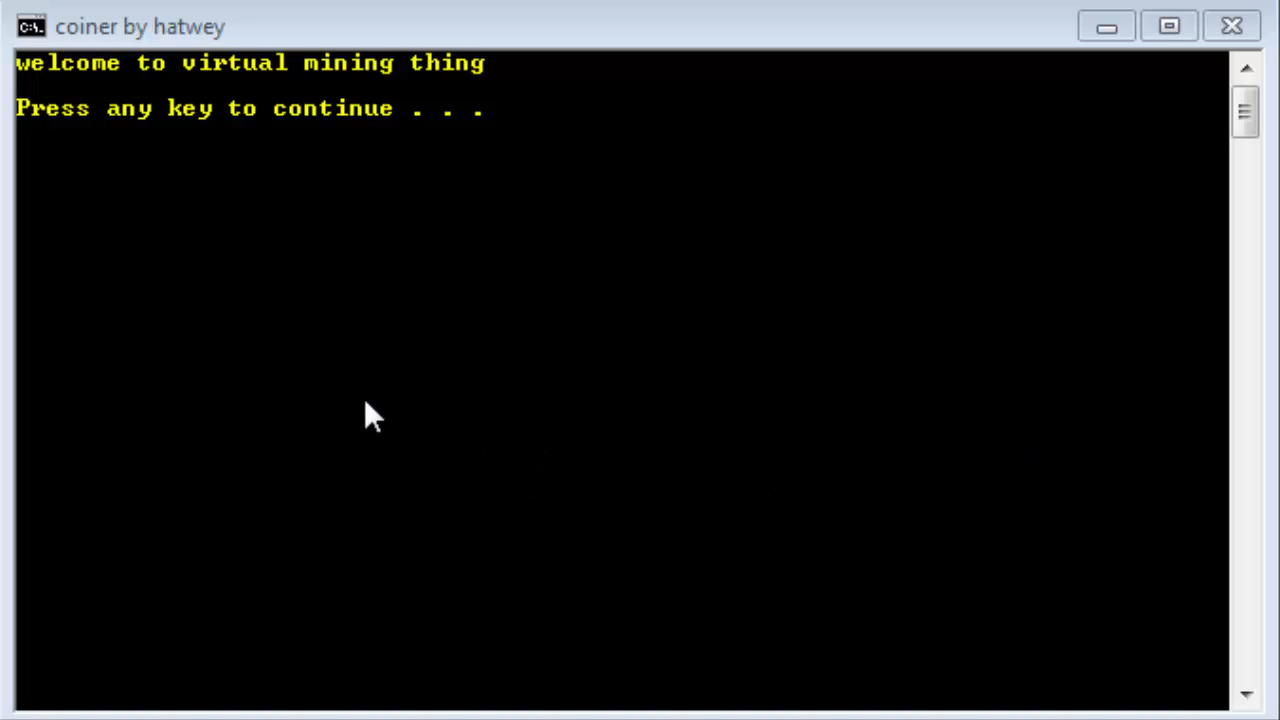 coiner by hatwey
welcome to virtual mining thing
Press any key to continue . . .